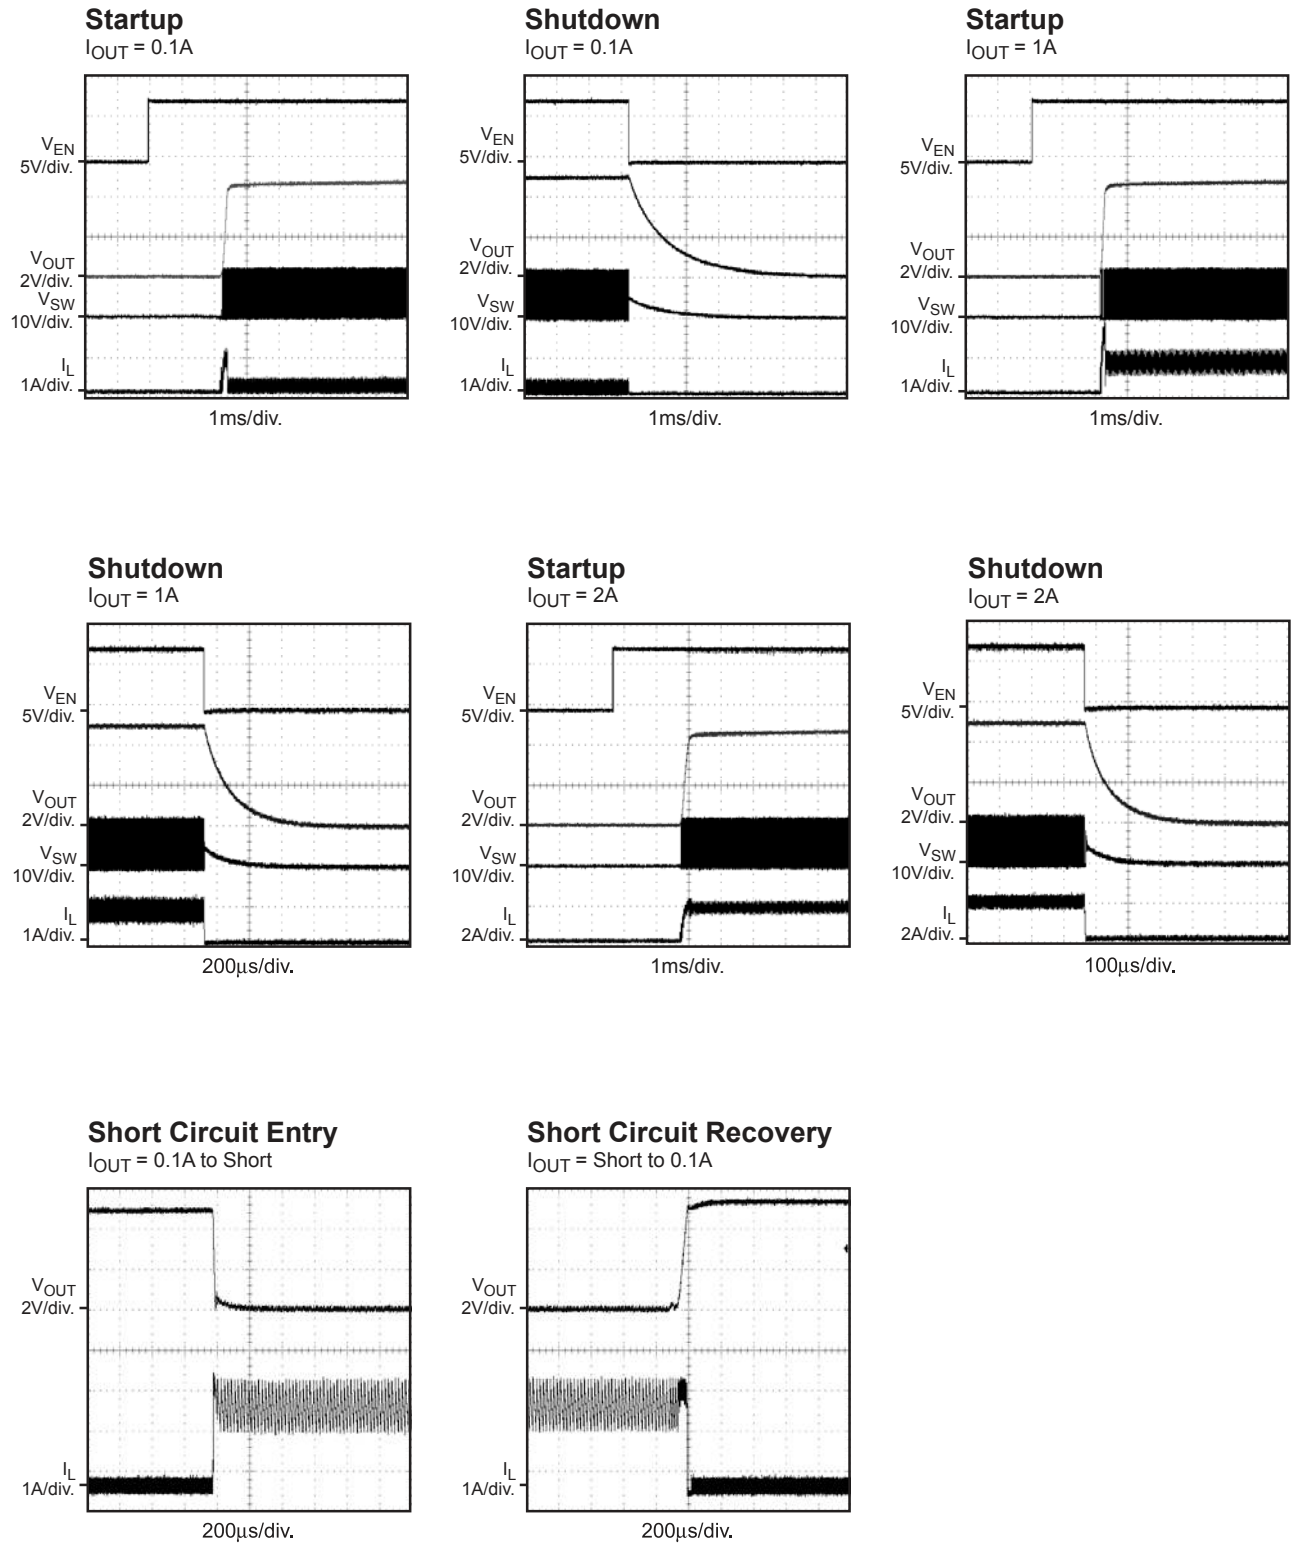 Startup
IOUT = 0.1A
VEN
5V/div.
VOUT
2V/div.
VSW
10V/div.
IL
1A/div.
1ms/div.
Shutdown
IOUT = 0.1A
VEN
5V/div.
VOUT
2V/div.
VSW
10V/div.
IL
1A/div.
1ms/div.
Startup
IOUT = 1A
VEN
5V/div.
VOUT
2V/div.
VSW
10V/div.
IL
1A/div.
1ms/div.
Shutdown
IOUT = 1A
VEN
5V/div.
VOUT
2V/div.
VSW
10V/div.
IL
1A/div.
200µs/div.
Startup
IOUT = 2A
VEN
5V/div.
VOUT
2V/div.
VSW
10V/div.
IL
2A/div.
1ms/div.
Shutdown
IOUT = 2A
VEN
5V/div.
VOUT
2V/div.
VSW
10V/div.
IL
2A/div.
100µs/div.
Short Circuit Entry
IOUT = 0.1A to Short
VOUT
2V/div.
IL
1A/div.
200µs/div.
Short Circuit Recovery
IOUT = Short to 0.1A
VOUT
2V/div.
IL
1A/div.
200µs/div.